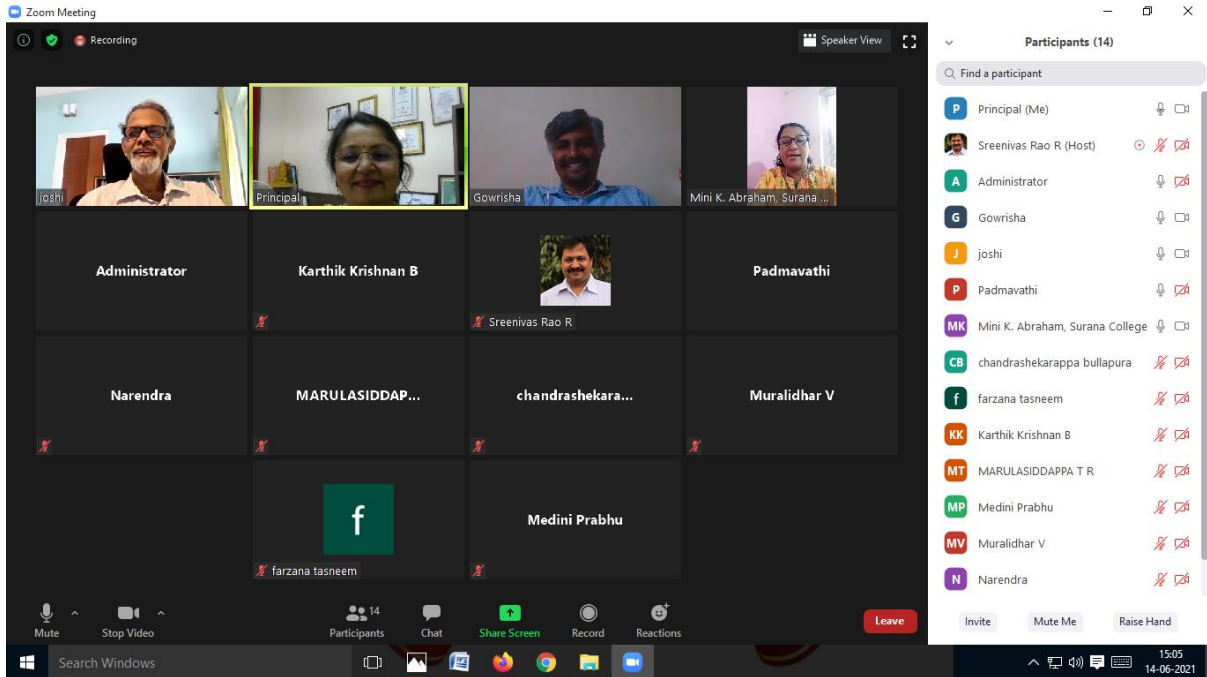 Zoom Meeting
Recording
Speaker View
joshi
Principal
Gowrisha
Mini K. Abraham, Surana ...
Administrator
Karthik Krishnan B
Sreenivas Rao R
Padmavathi
Narendra
MARULASIDDAP...
chandrashekara...
Muralidhar V
f
farzana tasneem
Medini Prabhu
Mute
Stop Video
14
Participants
Chat
Share Screen
Record
Reactions
Leave
Participants (14)
Find a participant
P Principal (Me)
Sreenivas Rao R (Host)
A Administrator
G Gowrisha
J joshi
P Padmavathi
MK Mini K. Abraham, Surana College
CB chandrashekarappa bullapura
f farzana tasneem
KK Karthik Krishnan B
MT MARULASIDDAPPA T R
MP Medini Prabhu
MV Muralidhar V
N Narendra
Invite Mute Me Raise Hand
Search Windows
15:05
14-06-2021